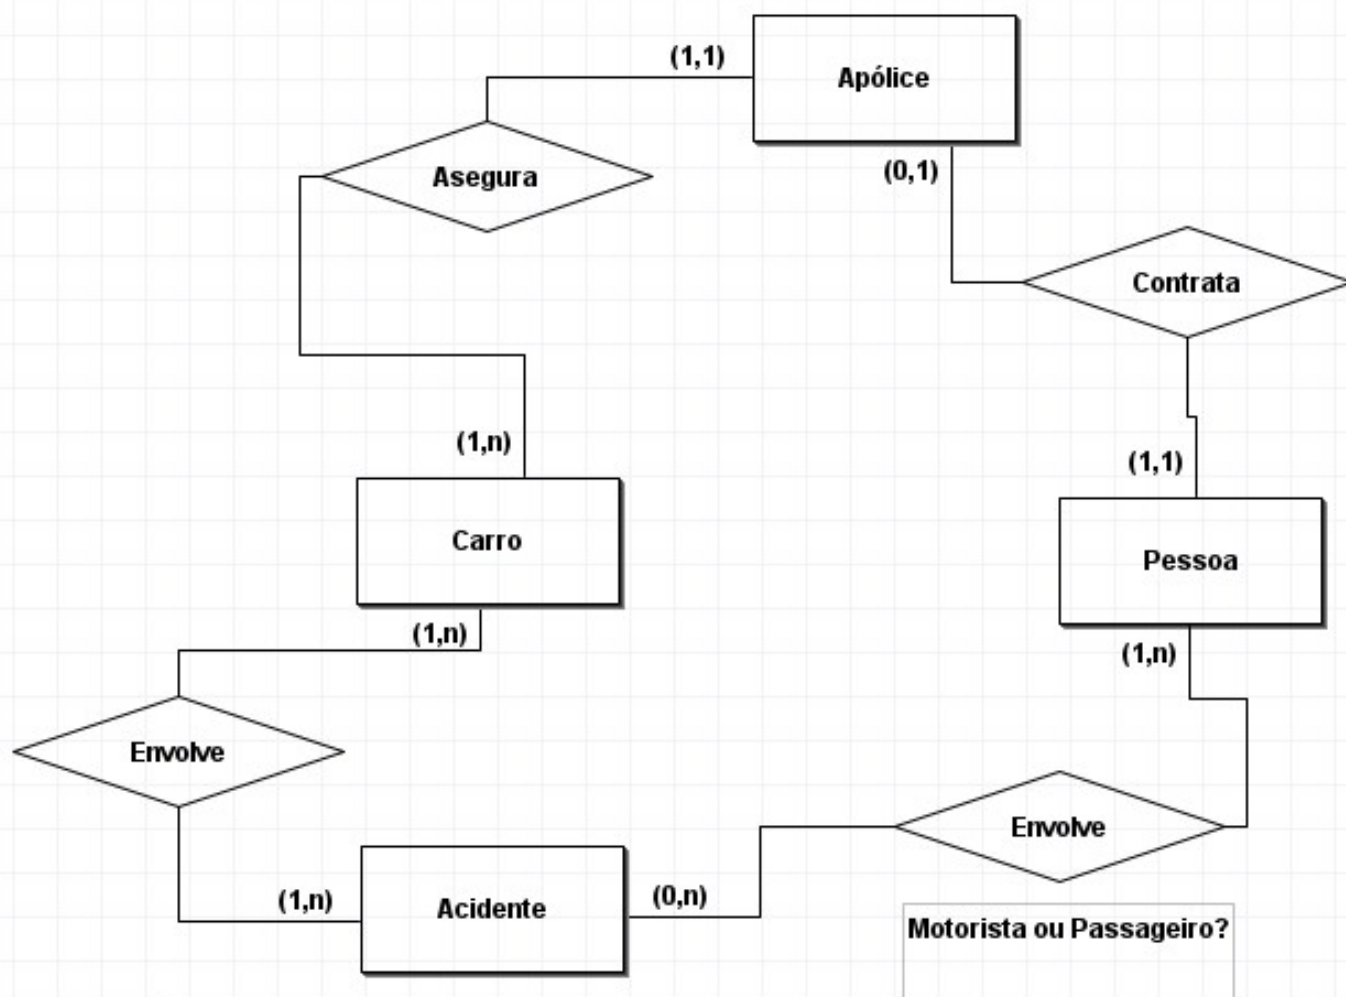 (1,1)
Apólice
(0,1)
Asegura
Contrata
(1,n)
(1,1)
Carro
Pessoa
(1,n)
(1,n)
Envolve
Envolve
(1,n)
Acidente
(0,n)
Motorista ou Passageiro?